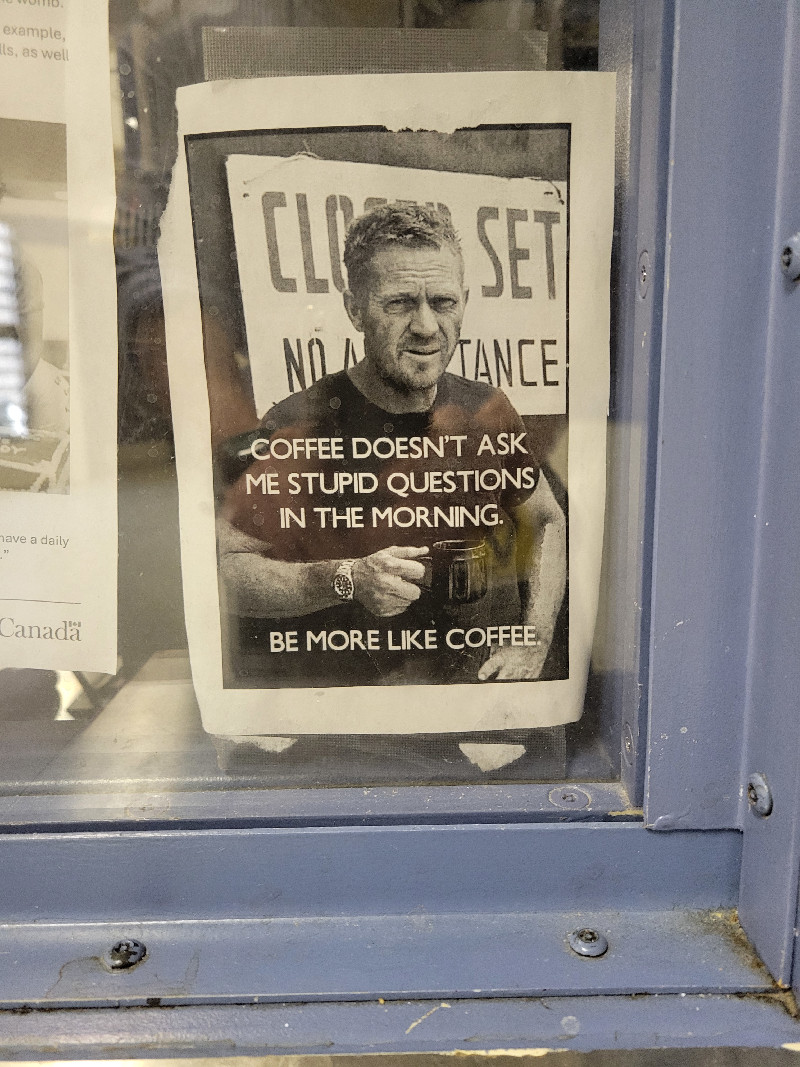 womb.
example,
lls, as well
have a daily
."
Canada
CLO SET
NO A TANCE
COFFEE DOESN'T ASK
ME STUPID QUESTIONS
IN THE MORNING.
BE MORE LIKE COFFEE.